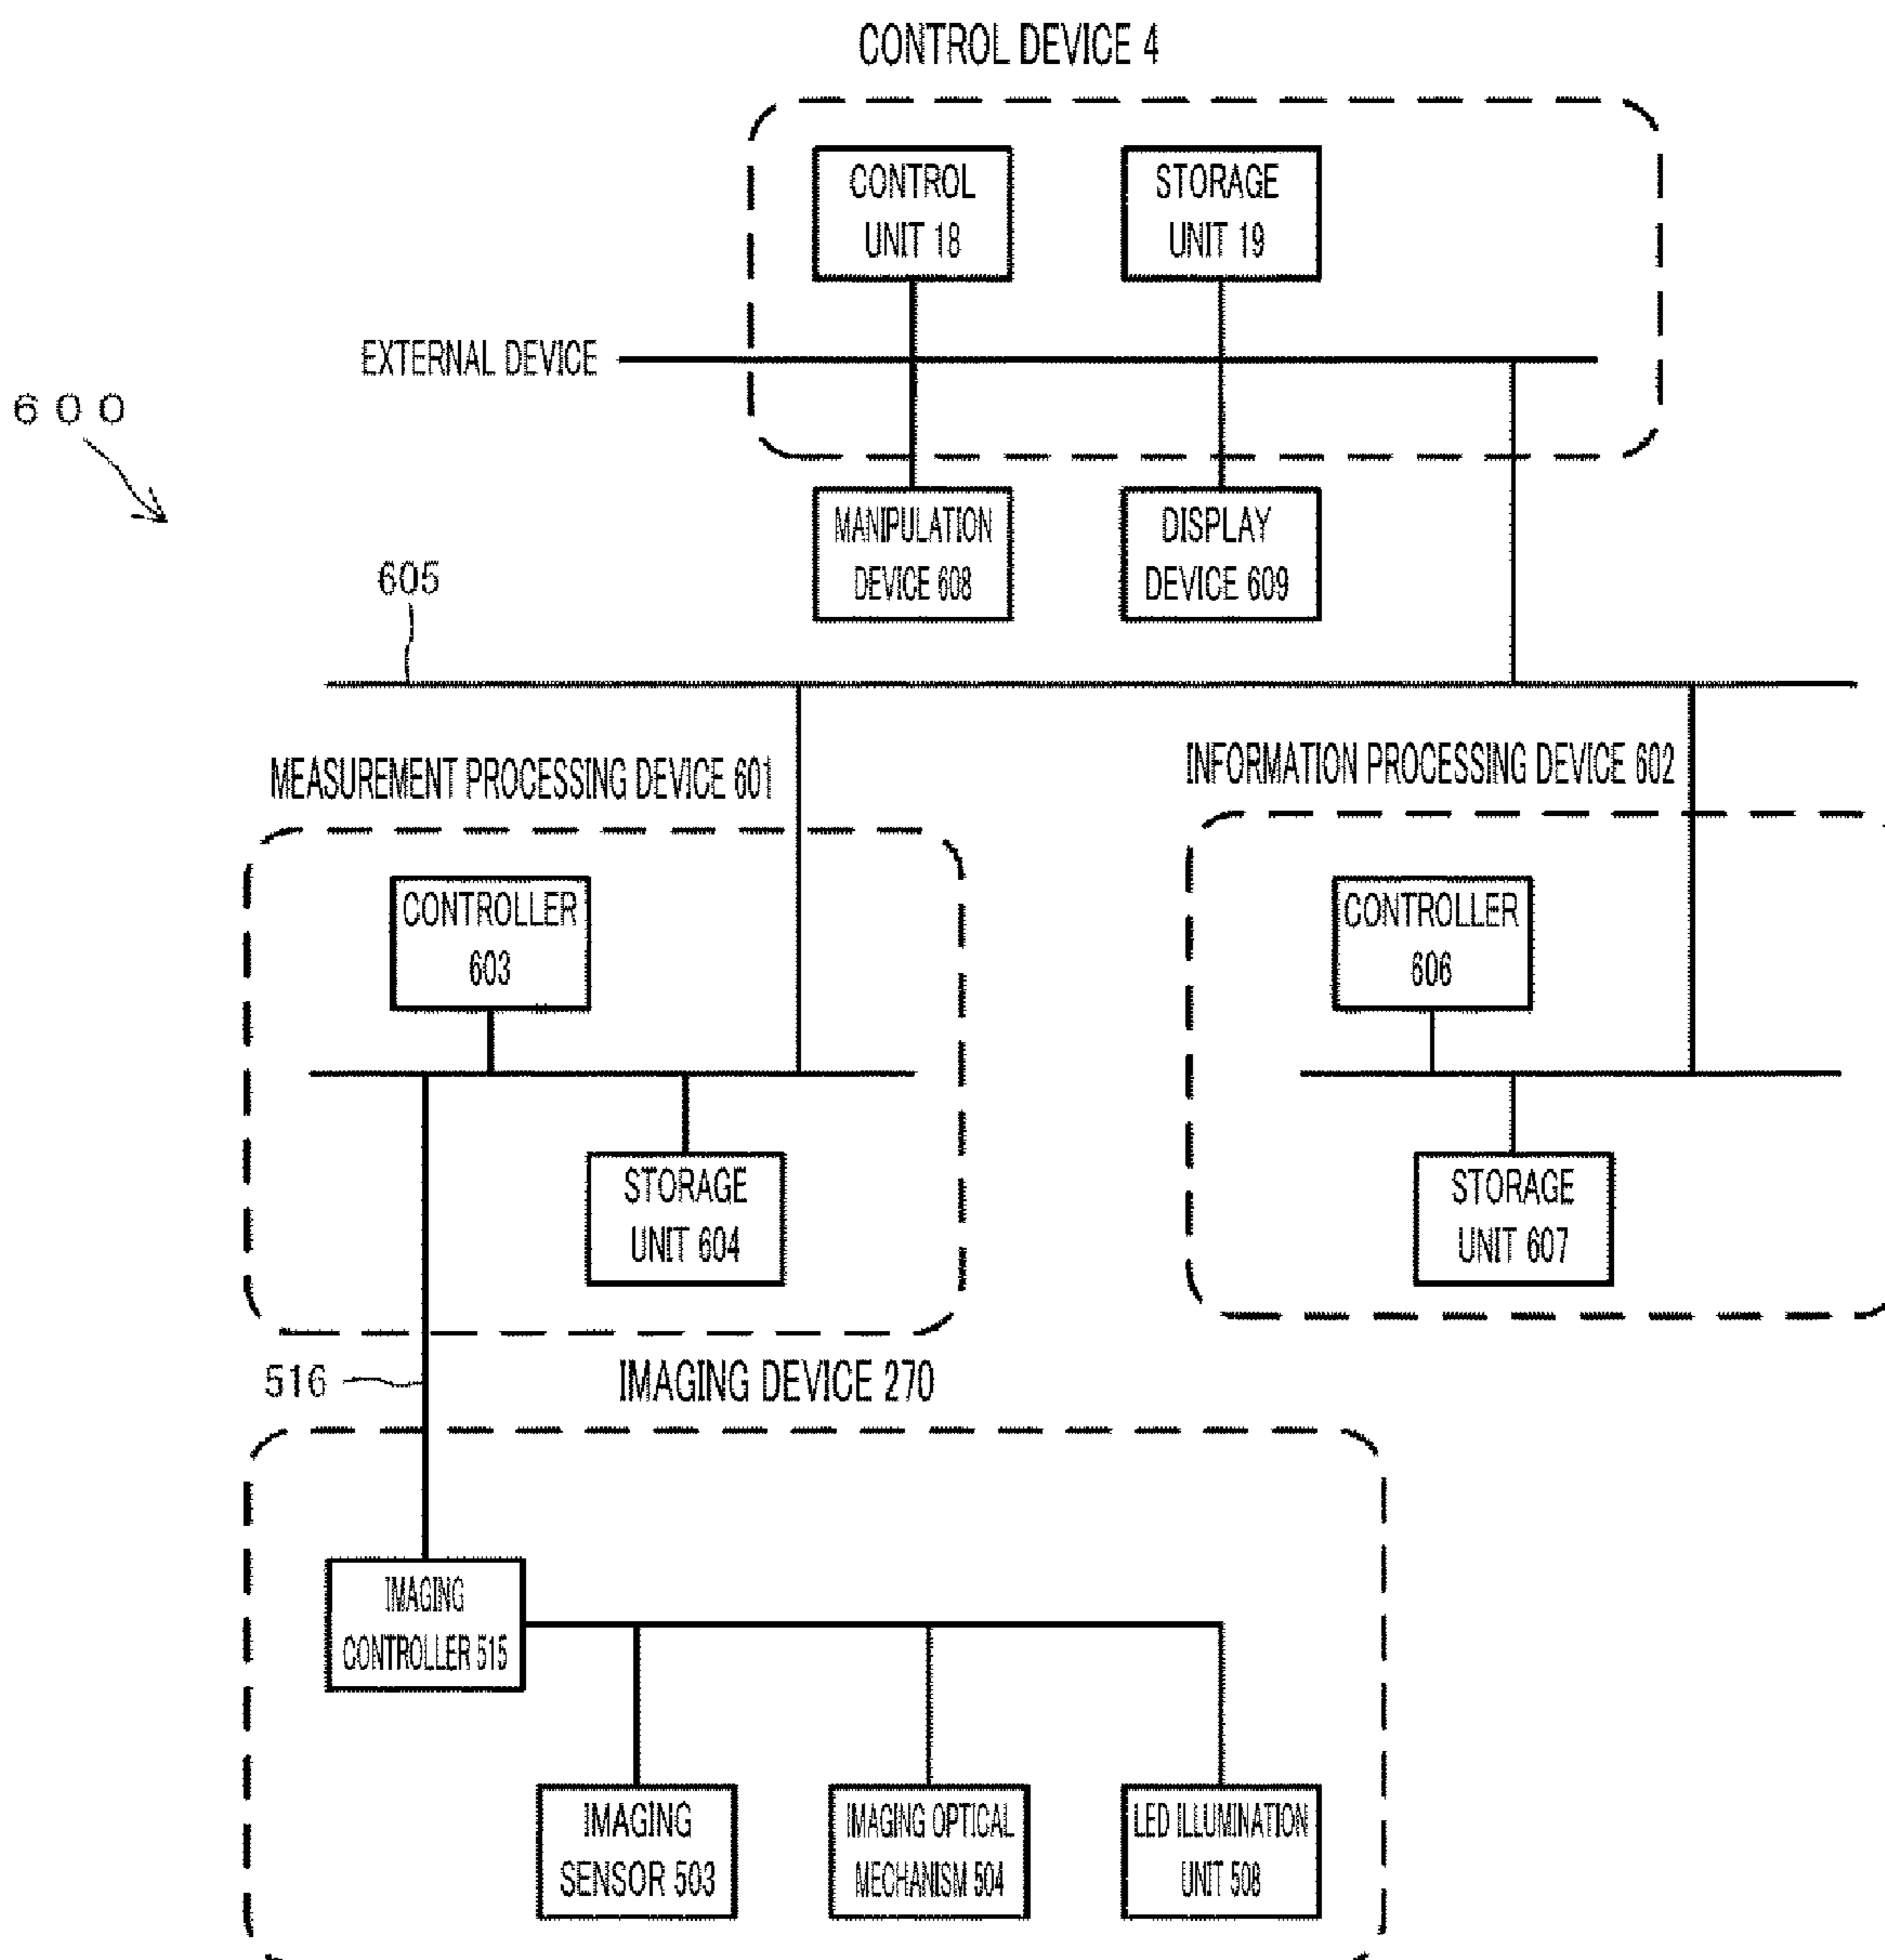 CONTROL DEVICE 4
CONTROL
UNIT 18
STORAGE
UNIT 19
EXTERNAL DEVICE
600
MANIPULATION
DEVICE 608
DISPLAY
DEVICE 609
605
MEASUREMENT PROCESSING DEVICE 601
INFORMATION PROCESSING DEVICE 602
CONTROLLER
603
CONTROLLER
606
STORAGE
UNIT 604
STORAGE
UNIT 607
516
IMAGING DEVICE 270
IMAGING
CONTROLLER 515
IMAGING
SENSOR 503
IMAGING OPTICAL
MECHANISM 504
LED ILLUMINATION
UNIT 508